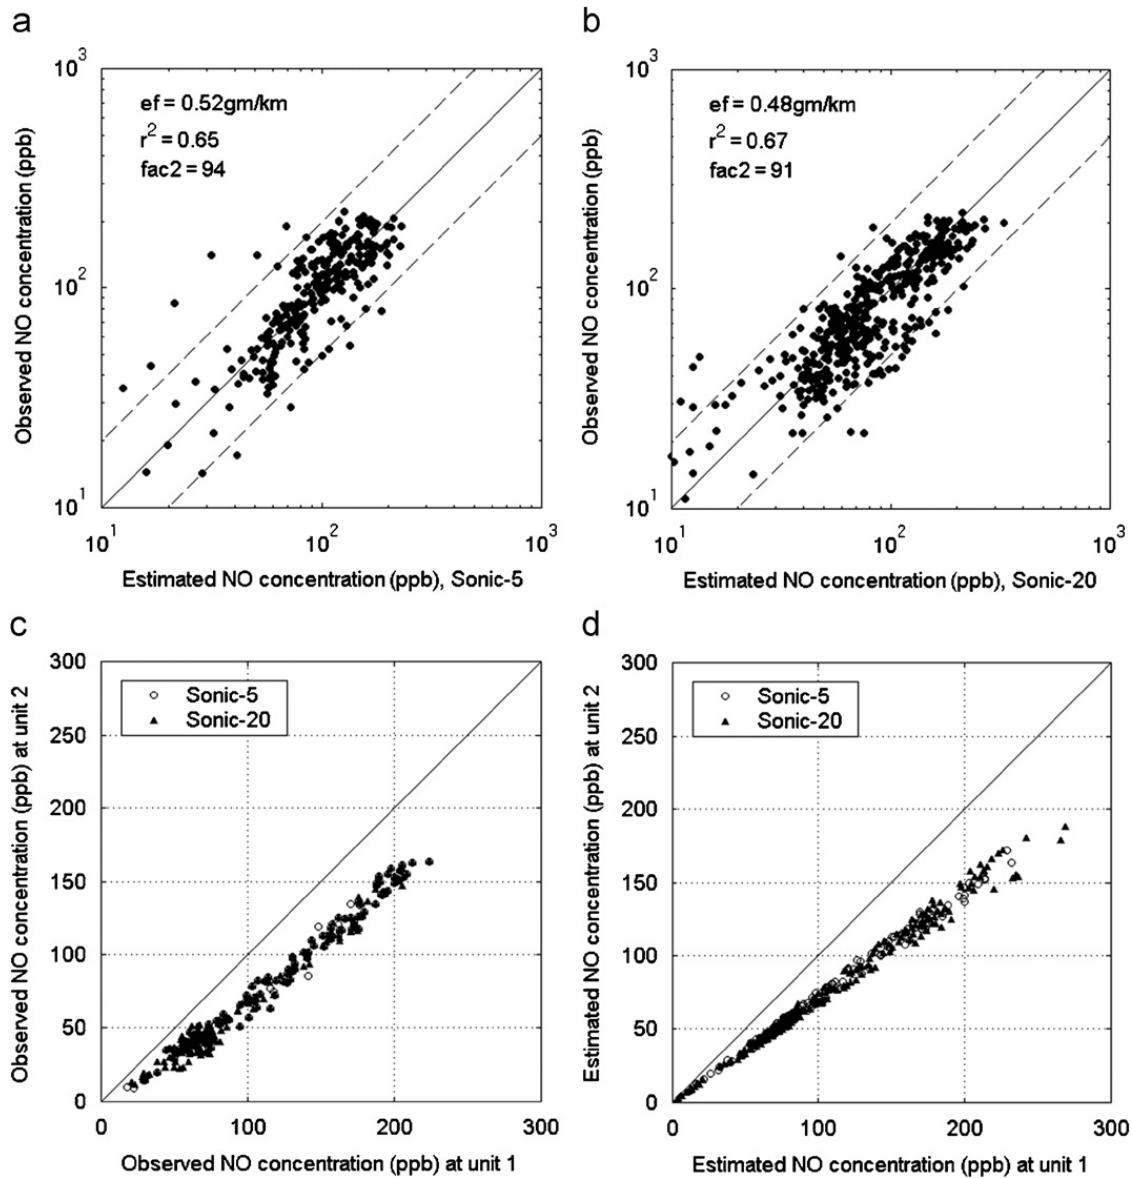 a
b
10³
10²
10¹
Observed NO concentration (ppb)
ef = 0.52gm/km
r² = 0.65
fac2 = 94
10¹ 10² 10³
Estimated NO concentration (ppb), Sonic-5
10³
10²
10¹
Observed NO concentration (ppb)
ef = 0.48gm/km
r² = 0.67
fac2 = 91
10¹ 10² 10³
Estimated NO concentration (ppb), Sonic-20
c
d
300
250
200
150
100
50
0
Observed NO concentration (ppb) at unit 2
Sonic-5
Sonic-20
0 100 200 300
Observed NO concentration (ppb) at unit 1
300
250
200
150
100
50
0
Estimated NO concentration (ppb) at unit 2
Sonic-5
Sonic-20
0 100 200 300
Estimated NO concentration (ppb) at unit 1